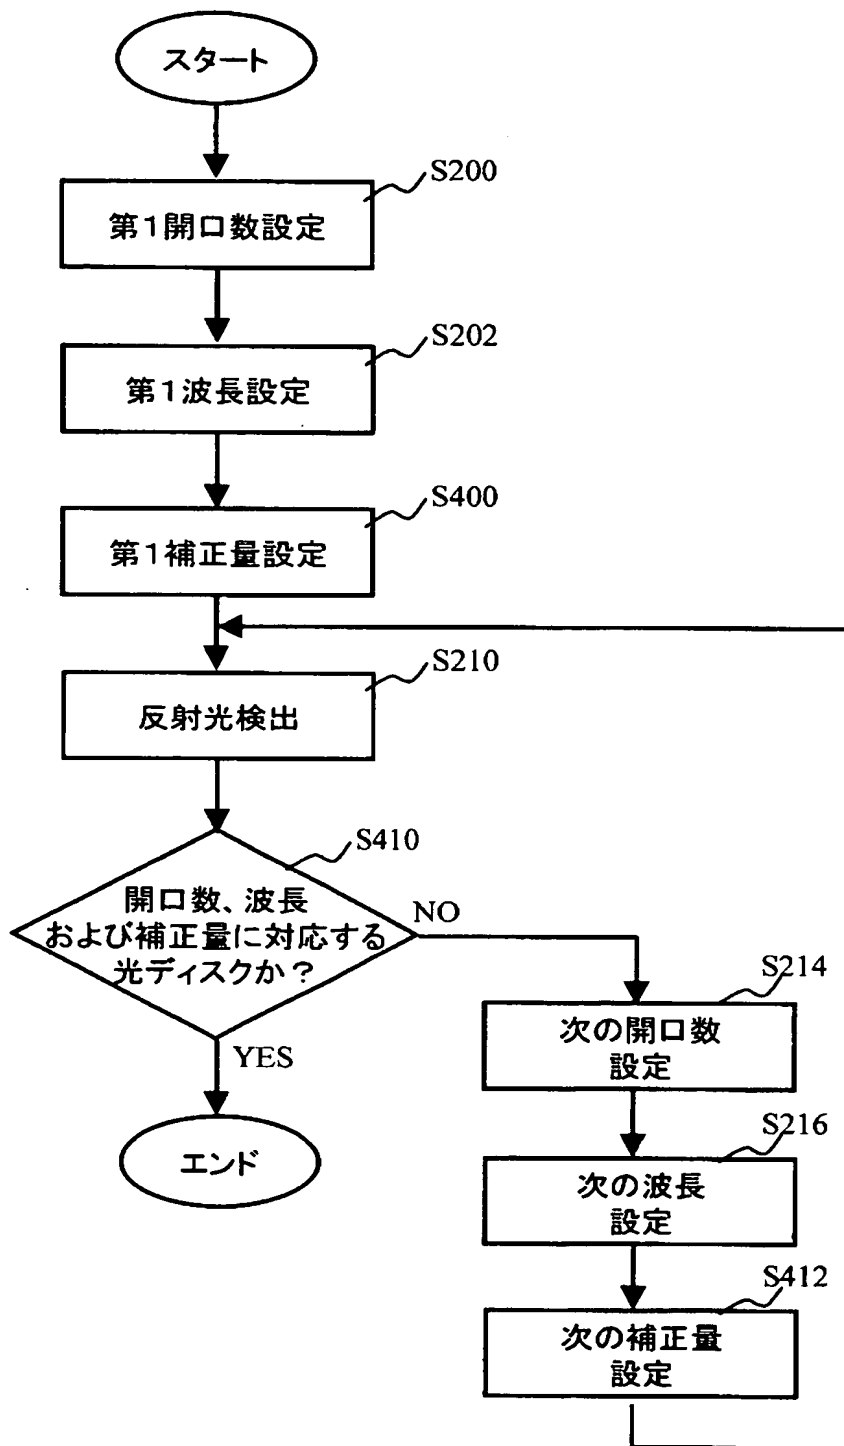 スタート
S200
第1開口数設定
S202
第1波長設定
S400
第1補正量設定
S210
反射光検出
S410
開口数、波長
および補正量に対応する
光ディスクか?
NO
YES
エンド
S214
次の開口数
設定
S216
次の波長
設定
S412
次の補正量
設定